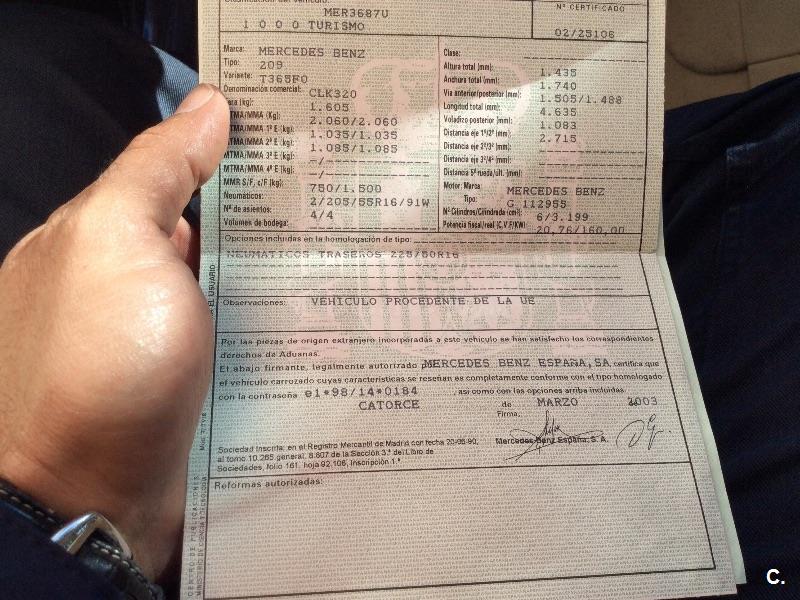 MER3687U
1 0 0 0 TURISMO
Nº CERTIFICADO
02/25106
Marca: MERCEDES BENZ
Tipo: 209
Variante: T365F0
Denominación comercial: CLK320
(kg): 1.605
MTMA/MMA (Kg): 2.060/2.060
MTMA/MMA 1º E (kg): 1.035/1.035
MTMA/MMA 2º E (kg): 1.085/1.085
MTMA/MMA 3º E (kg): -/-
MTMA/MMA 4º E (kg): -/-
MMR S/F, c/F (kg): 750/1.500
Neumáticos: 2/205/55R16/91W
Nº de asientos: 4/4
Volumen de bodega:
Clase:
Altura total (mm): 1.435
Anchura total (mm): 1.740
Vía anterior/posterior (mm): 1.505/1.488
Longitud total (mm): 4.635
Voladizo posterior (mm): 1.083
Distancia eje 1º/2º (mm): 2.715
Distancia eje 2º/3º (mm):
Distancia eje 3º/4º (mm):
Distancia 5ª rueda/últ. (mm):
Motor: Marca: MERCEDES BENZ
Tipo: G 112955
Nº Cilindros/Cilindrada (cm³): 6/3.199
Potencia fiscal/real (C.V.F/KW): 20,76/160,00
Opciones incluidas en la homologación de tipo:
NEUMATICOS TRASEROS 225/50R16
Observaciones: VEHICULO PROCEDENTE DE LA UE
Por las piezas de origen extranjero incorporadas a este vehículo se han satisfecho los correspondientes
derechos de Aduanas.
El abajo firmante, legalmente autorizado MERCEDES BENZ ESPAÑA,SA certifica que
el vehículo carrozado cuyas características se reseñan es completamente conforme con el tipo homologado
con la contraseña e1*98/14*0184 , así como con las opciones arriba incluidas.
CATORCE de MARZO 2003
Firma:
Mercedes Benz España, S. A.
Sociedad Inscrita: en el Registro Mercantil de Madrid con fecha 20-06-90,
al tomo 10.265 general, 8.807 de la Sección 3.ª del Libro de
Sociedades, folio 161, hoja 92.106, inscripción 1.ª
Reformas autorizadas:
C.